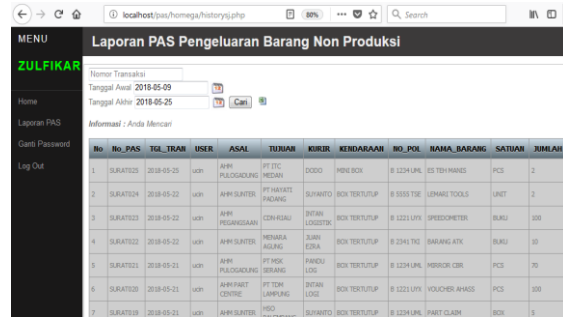 localhost/pas/homega/historysj.php 80% Search
MENU
Laporan PAS Pengeluaran Barang Non Produksi
ZULFIKAR
Nomor Transaksi
Tanggal Awal 2018-05-09
Home
Tanggal Akhir 2018-05-25 Cari
Laporan PAS
Informasi : Anda Mencari
Ganti Password
Log Out
No No_PAS TGL_TRAN USER ASAL TUJUAN KURIR KENDARAAN NO_POL NAMA_BARANG SATUAN JUMLAH
1 SURAT025 2018-05-25 ucin AHM PULOGADUNG PT ITC MEDAN DODO MINI BOX B 1234 UML ES TEH MANIS PCS 2
2 SURAT024 2018-05-22 ucin AHM SUNTER PT HAYATI PADANG SUYANTO BOX TERTUTUP B 5555 TSE LEMARI TOOLS UNIT 2
3 SURAT023 2018-05-22 ucin AHM PEGANGSAAN CDN-RIAU INTAN LOGISTIK BOX TERTUTUP B 1221 UYX SPEEDOMETER BUKU 100
4 SURAT022 2018-05-22 ucin AHM SUNTER MENARA AGUNG JUAN EZRA BOX TERTUTUP B 2341 TKI BARANG ATK BUKU 10
5 SURAT021 2018-05-21 ucin AHM PULOGADUNG PT MSK SERANG PANDU LOG BOX TERTUTUP B 1234 UML MIRROR CBR PCS 70
6 SURAT020 2018-05-21 ucin AHM PART CENTRE PT TDM LAMPUNG INTAN LOGI BOX TERTUTUP B 1221 UYX VOUCHER AHASS PCS 100
7 SURAT019 2018-05-21 ucin AHM SUNTER HSO SUYANTO BOX TERTUTUP B 1234 UML PART CLAIM BOX 5